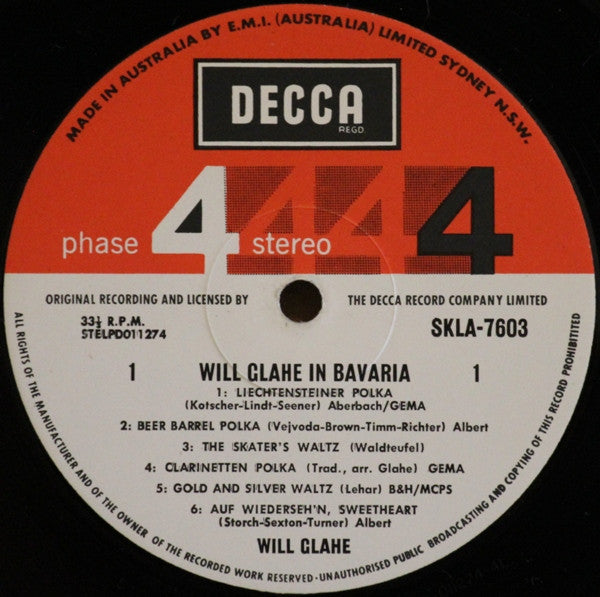 MADE IN AUSTRALIA BY E.M.I. (AUSTRALIA) LIMITED SYDNEY N.S.W.
DECCA
REGD.
phase 4 stereo 4 4 4
ORIGINAL RECORDING AND LICENSED BY THE DECCA RECORD COMPANY LIMITED
33⅓ R.P.M.
STELPD011274
SKLA-7603
1 WILL GLAHE IN BAVARIA 1
1: LIECHTENSTEINER POLKA
(Kotscher-Lindt-Seener) Aberbach/GEMA
2: BEER BARREL POLKA (Vejvoda-Brown-Timm-Richter) Albert
3: THE SKATER'S WALTZ (Waldteufel)
4: CLARINETTEN POLKA (Trad., arr. Glahe) GEMA
5: GOLD AND SILVER WALTZ (Lehar) B&H/MCPS
6: AUF WIEDERSEH'N, SWEETHEART
(Storch-Sexton-Turner) Albert
WILL GLAHE
ALL RIGHTS OF THE MANUFACTURER AND OF THE OWNER OF THE RECORDED WORK RESERVED-UNAUTHORISED PUBLIC BROADCASTING AND COPYING OF THIS RECORD PROHIBITITED